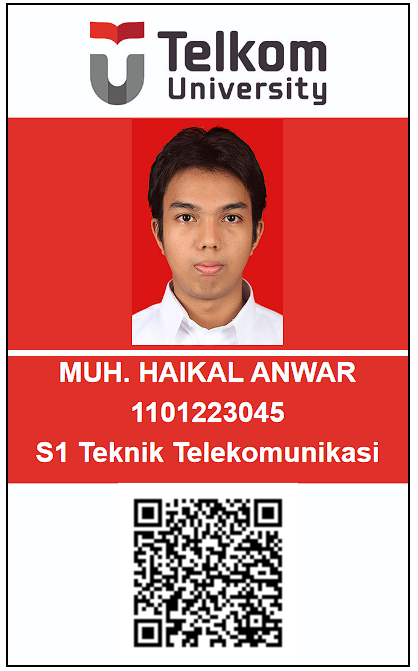 Telkom
University
MUH. HAIKAL ANWAR
1101223045
S1 Teknik Telekomunikasi